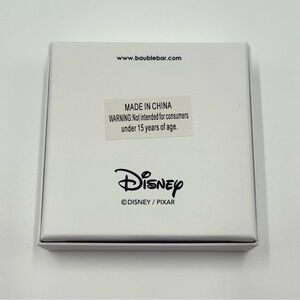 www.baublebar.com
MADE IN CHINA
WARNING:Not intended for consumers
under 15 years of age.
Disney
©DISNEY / PIXAR